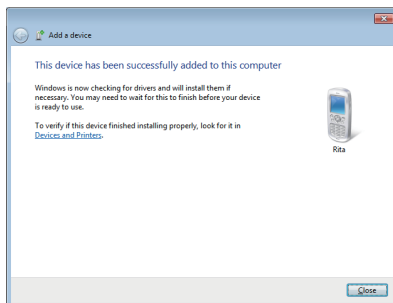 Add a device
This device has been successfully added to this computer
Windows is now checking for drivers and will install them if
necessary. You may need to wait for this to finish before your device
is ready to use.
To verify if this device finished installing properly, look for it in
Devices and Printers.
Rita
Close